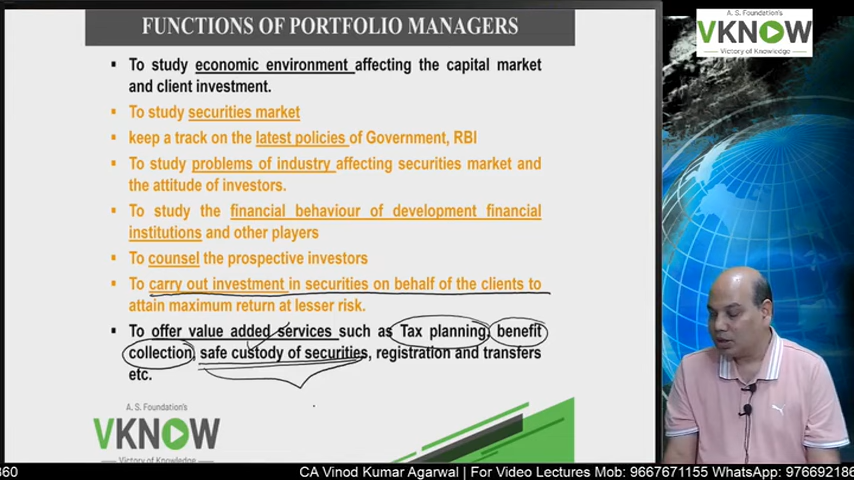 FUNCTIONS OF PORTFOLIO MANAGERS
A. S. Foundation's
VKNOW
Victory of Knowledge
▪ To study economic environment affecting the capital market
and client investment.
▪ To study securities market
▪ keep a track on the latest policies of Government, RBI
▪ To study problems of industry affecting securities market and
the attitude of investors.
▪ To study the financial behaviour of development financial
institutions and other players
▪ To counsel the prospective investors
▪ To carry out investment in securities on behalf of the clients to
attain maximum return at lesser risk.
▪ To offer value added services such as Tax planning, benefit
collection, safe custody of securities, registration and transfers
etc.
A. S. Foundation's
VKNOW
Victory of Knowledge
360
CA Vinod Kumar Agarwal | For Video Lectures Mob: 9667671155 WhatsApp: 976692186